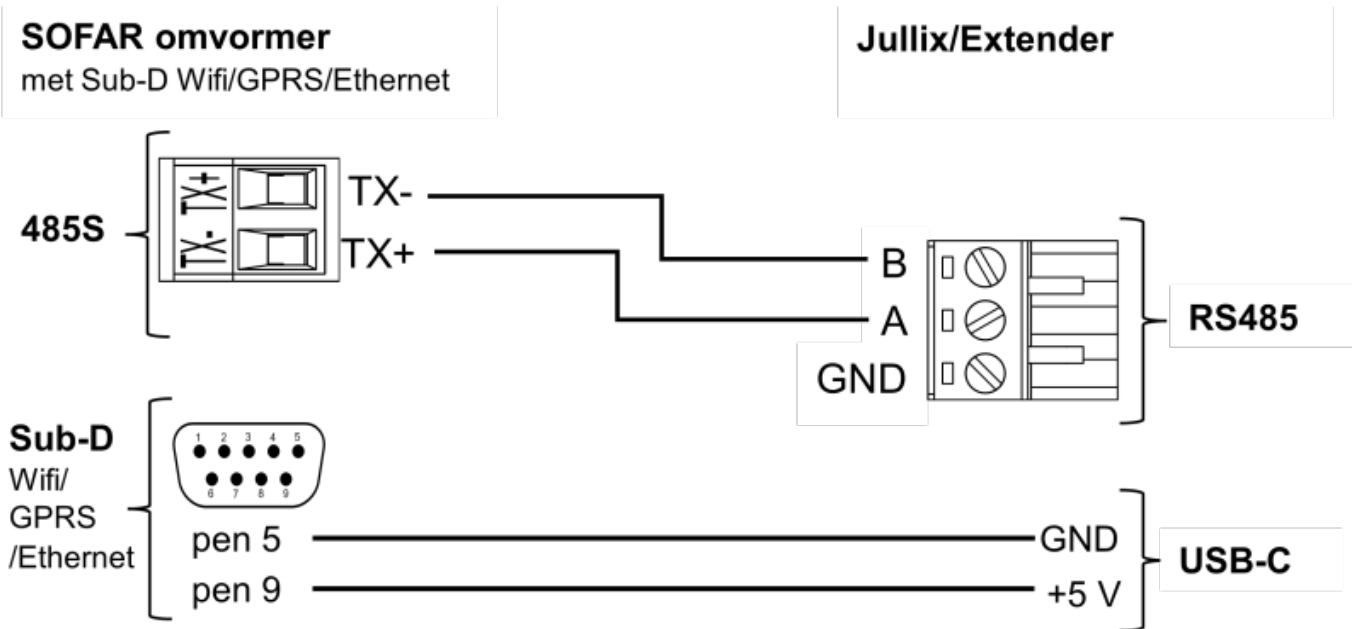 SOFAR omvormer
met Sub-D Wifi/GPRS/Ethernet
Jullix/Extender
485S
TX+
TX-
TX-
TX+
B
A
GND
RS485
Sub-D
Wifi/
GPRS
/Ethernet
1 2 3 4 5
6 7 8 9
pen 5
pen 9
GND
+5 V
USB-C